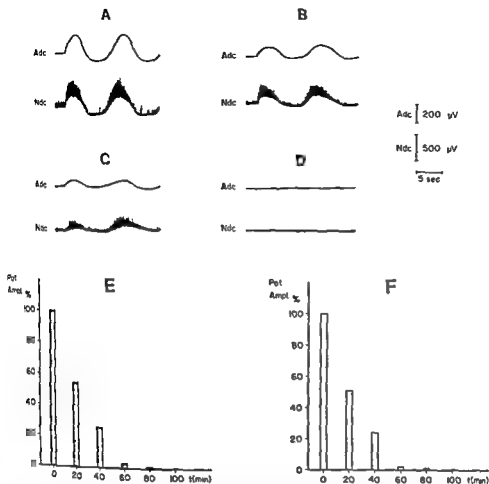 A
B
Adc
Adc
Ndc
Ndc
Adc 200 µV
Ndc 500 µV
5 sec
C
D
Adc
Adc
Ndc
Ndc
E
F
Pot
Ampl. %
100
60
40
0 20 40 60 80 100 t(min)
Pot
Ampl. %
100
80
60
40
20
0
0 20 40 60 80 100 t(min)